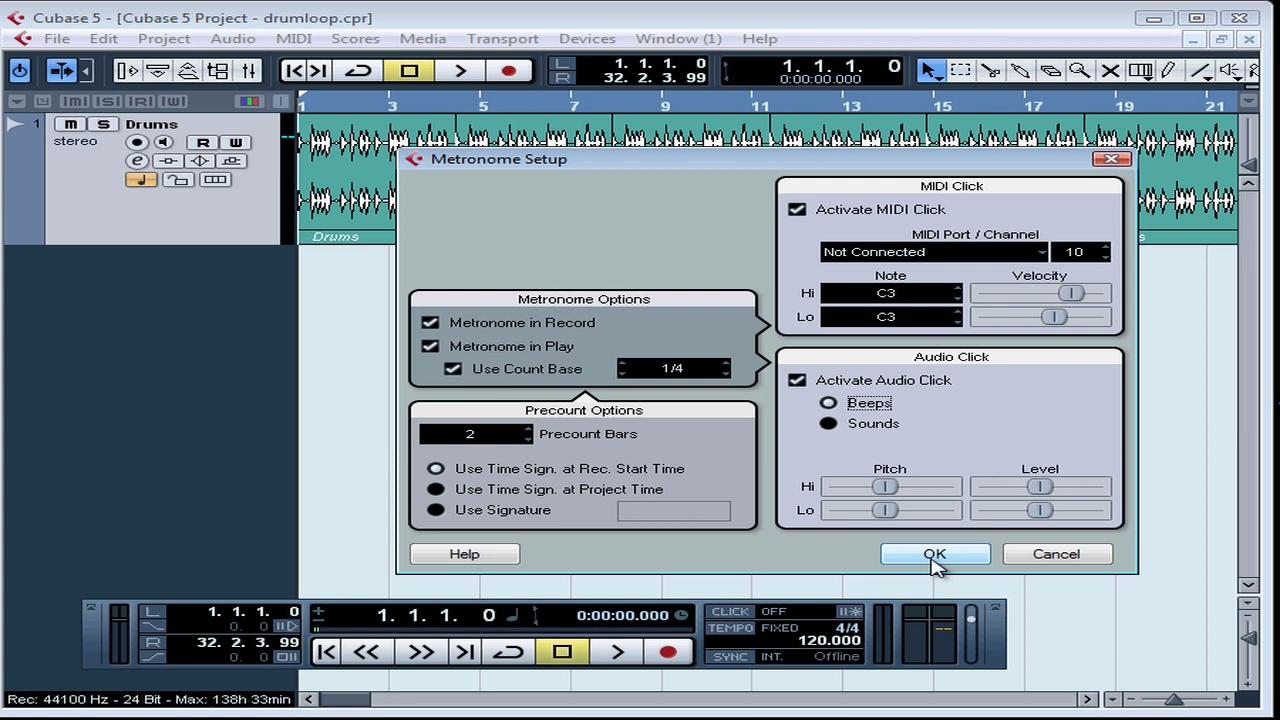 Cubase 5 - [Cubase 5 Project - drumloop.cpr]
File Edit Project Audio MIDI Scores Media Transport Devices Window (1) Help
L 1. 1. 1. 0
R 32. 2. 3. 99
1. 1. 1. 0
0:00:00.000
M S R W
1 3 5 7 9 11 13 15 17 19 21
1 M S Drums
stereo
R W
e
Drums
Metronome Setup
MIDI Click
Activate MIDI Click
MIDI Port / Channel
Not Connected 10
Note Velocity
Hi C3
Lo C3
Metronome Options
Metronome in Record
Metronome in Play
Use Count Base 1/4
Audio Click
Activate Audio Click
Beeps
Sounds
Pitch Level
Hi
Lo
Precount Options
2 Precount Bars
Use Time Sign. at Rec. Start Time
Use Time Sign. at Project Time
Use Signature
Help OK Cancel
L 1. 1. 1. 0
0. 0
R 32. 2. 3. 99
0. 0
1. 1. 1. 0 0:00:00.000
CLICK OFF
TEMPO FIXED 4/4
120.000
SYNC INT. Offline
Rec: 44100 Hz - 24 Bit - Max: 138h 33min